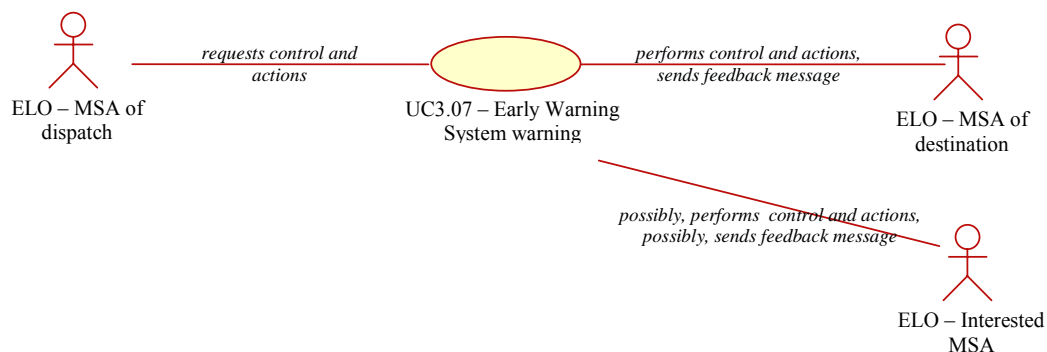 requests control and
actions
ELO – MSA of
dispatch
UC3.07 – Early Warning
System warning
performs control and actions,
sends feedback message
ELO – MSA of
destination
possibly, performs  control and actions,
possibly, sends feedback message
ELO – Interested
MSA